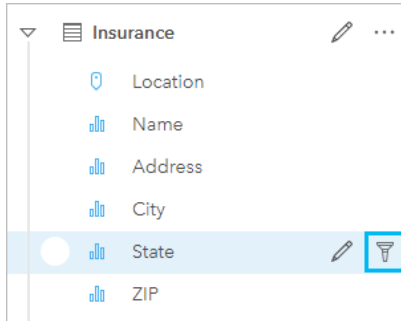 Insurance
Location
Name
Address
City
State
ZIP